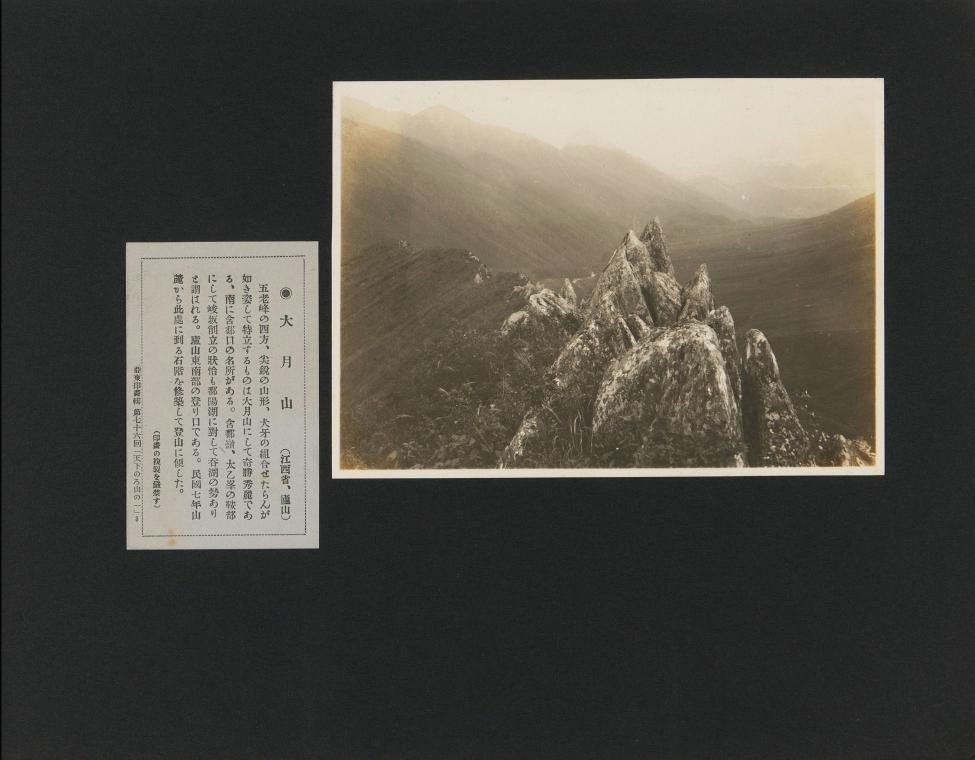 ◉大月山 (江西省、廬山)
五老峰の西方、尖銳の山形、犬牙の組合せたらんが
如き姿して特立するものは大月山にして奇勝秀麗であ
る、南に含鄱口の名所がある。含鄱嶺、太乙峯の鞍部
にして峻坂削立の狀恰も鄱陽湖に對して呑湖の勢あり
と謂はれる。廬山東南部の登り口である。民國七年山
麓から此處に到る石階を修築して登山に便した。
(印畫の複製を嚴禁す)
亞東印畫輯 第七十六回「天下のろ山の一」8